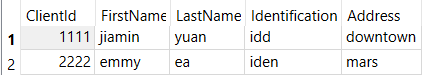 ClientId FirstName LastName Identification Address
1 1111 jiamin yuan idd downtown
2 2222 emmy ea iden mars